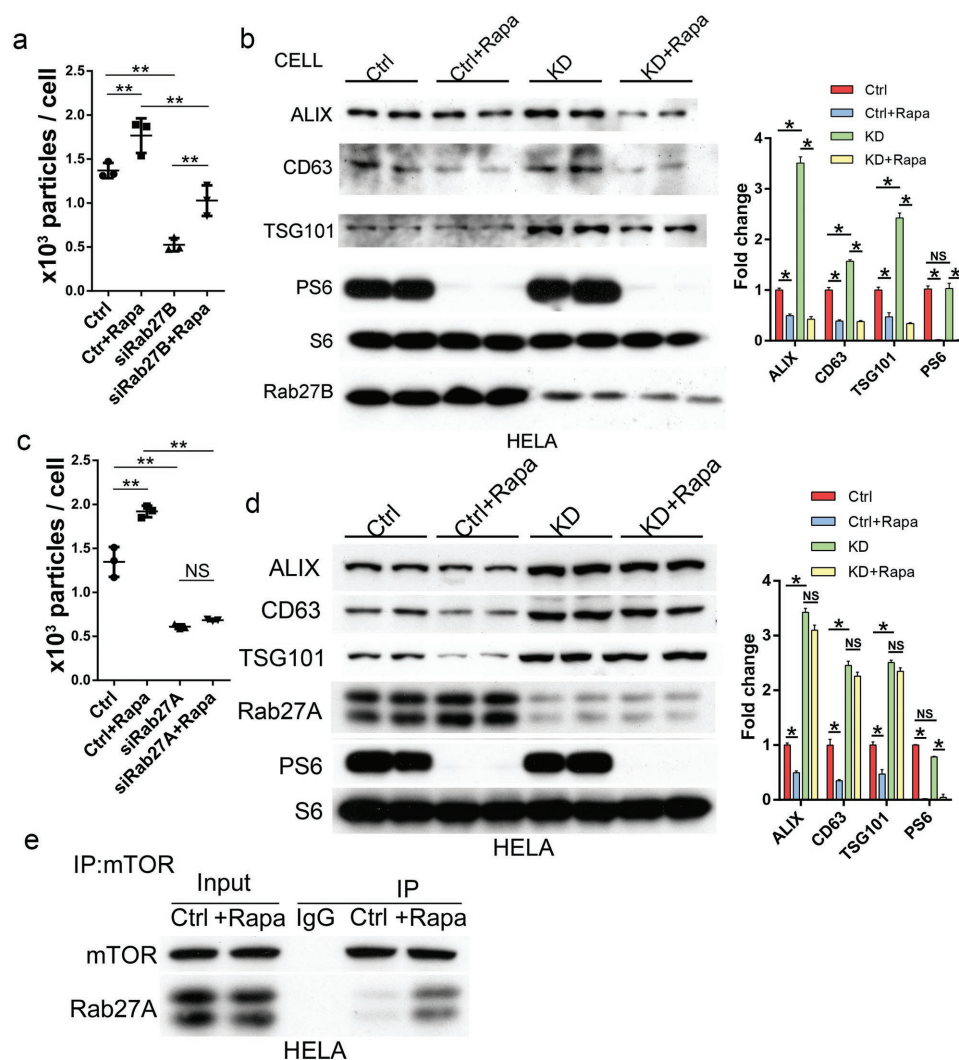 a
x10³ particles / cell
2.5
2.0
1.5
1.0
0.5
0.0
**
**
**
**
Ctrl
Ctr+Rapa
siRab27B
siRab27B+Rapa
b
CELL
Ctrl
Ctrl+Rapa
KD
KD+Rapa
ALIX
CD63
TSG101
PS6
S6
Rab27B
HELA
Ctrl
Ctrl+Rapa
KD
KD+Rapa
Fold change
4
2
1
0
*
*
*
*
*
*
*
*
*
NS
*
*
ALIX
CD63
TSG101
PS6
c
x10³ particles / cell
2.5
2.0
1.5
1.0
0.5
0.0
**
**
**
NS
Ctrl
Ctrl+Rapa
siRab27A
siRab27A+Rapa
d
Ctrl
Ctrl+Rapa
KD
KD+Rapa
ALIX
CD63
TSG101
Rab27A
PS6
S6
HELA
Ctrl
Ctrl+Rapa
KD
KD+Rapa
Fold change
4
2
1
0
*
NS
*
*
NS
*
*
NS
*
NS
*
*
ALIX
CD63
TSG101
PS6
e
IP:mTOR
Input
IP
Ctrl +Rapa
IgG
Ctrl +Rapa
mTOR
Rab27A
HELA